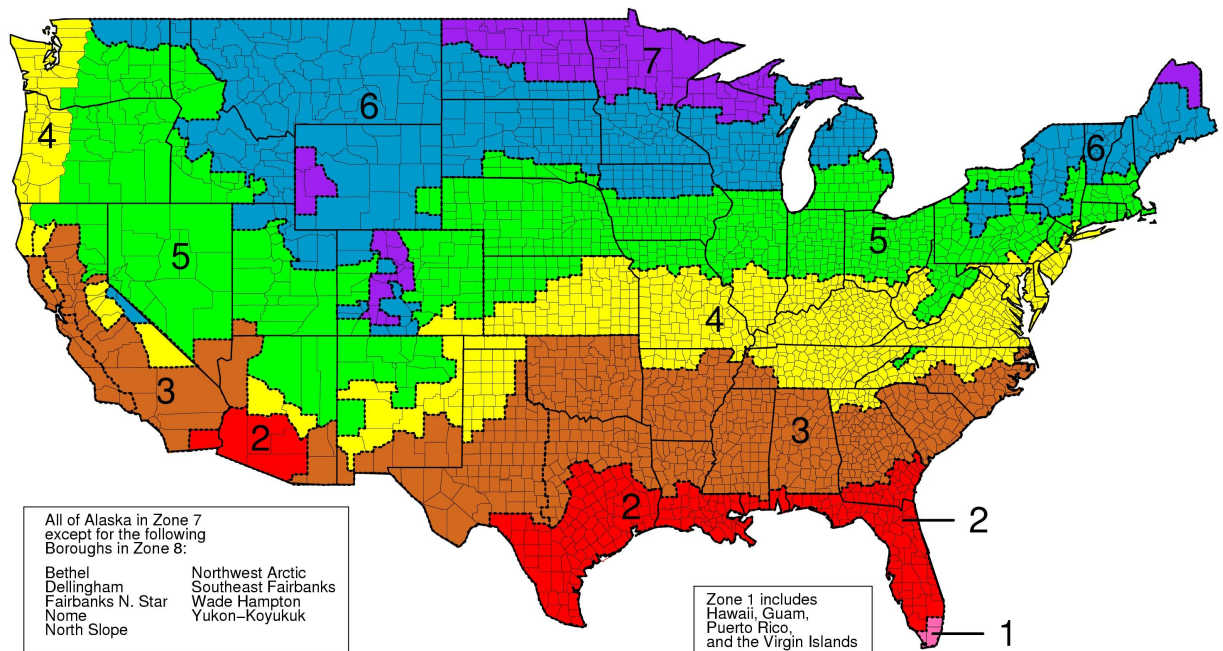 7
6
4
6
5
5
4
3
3
2
2
2
1
All of Alaska in Zone 7
except for the following
Boroughs in Zone 8:
Bethel
Dellingham
Fairbanks N. Star
Nome
North Slope
Northwest Arctic
Southeast Fairbanks
Wade Hampton
Yukon-Koyukuk
Zone 1 includes
Hawaii, Guam,
Puerto Rico,
and the Virgin Islands